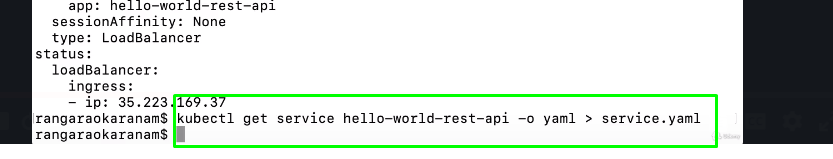 app: hello-world-rest-api
  sessionAffinity: None
  type: LoadBalancer
status:
  loadBalancer:
    ingress:
    - ip: 35.223.169.37
rangaraokaranam$ kubectl get service hello-world-rest-api -o yaml > service.yaml
rangaraokaranam$